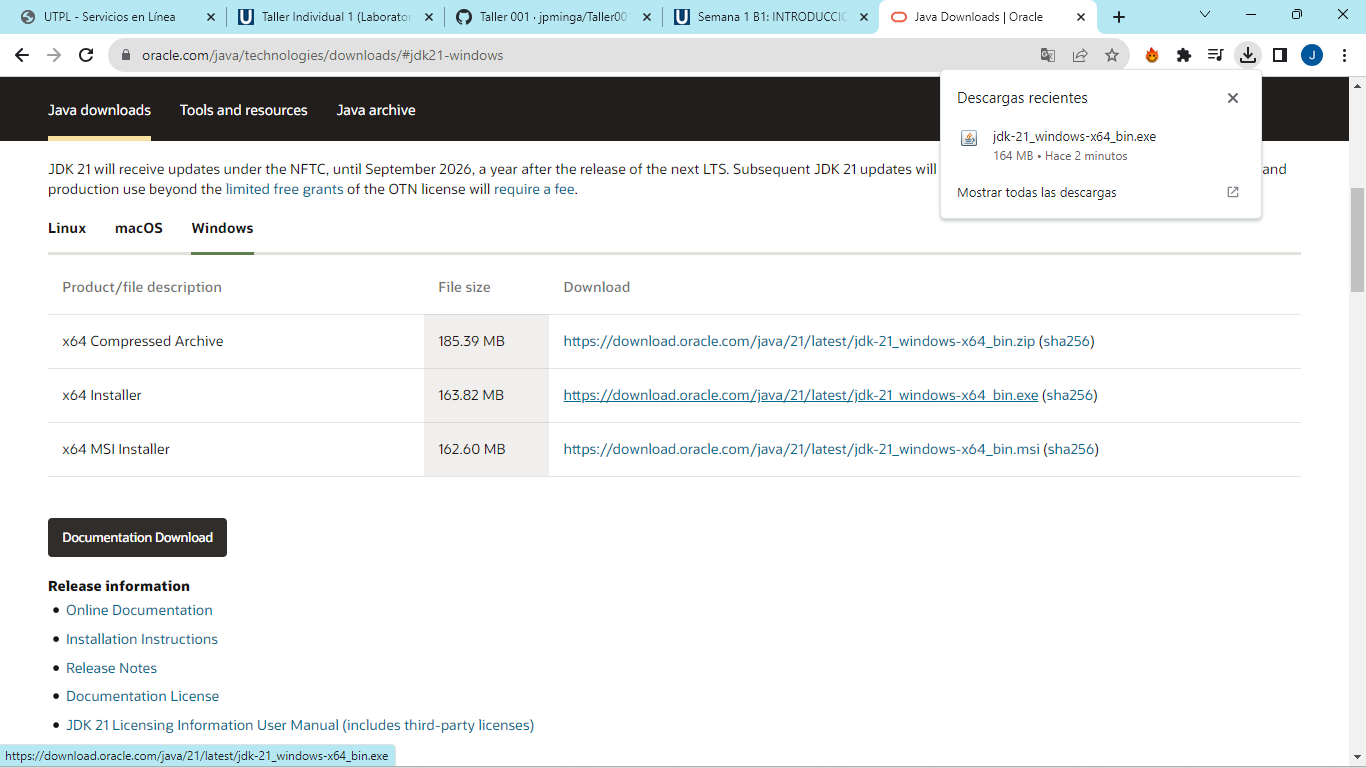 UTPL - Servicios en Línea
Taller Individual 1 (Laborator
Taller 001 · jpminga/Taller00
Semana 1 B1: INTRODUCCI
Java Downloads | Oracle
oracle.com/java/technologies/downloads/#jdk21-windows
J
Java downloads
Tools and resources
Java archive
Descargas recientes
jdk-21_windows-x64_bin.exe
164 MB • Hace 2 minutos
Mostrar todas las descargas
JDK 21 will receive updates under the NFTC, until September 2026, a year after the release of the next LTS. Subsequent JDK 21 updates will and
production use beyond the limited free grants of the OTN license will require a fee.
Linux
macOS
Windows
Product/file description
File size
Download
x64 Compressed Archive
185.39 MB
https://download.oracle.com/java/21/latest/jdk-21_windows-x64_bin.zip (sha256)
x64 Installer
163.82 MB
https://download.oracle.com/java/21/latest/jdk-21_windows-x64_bin.exe (sha256)
x64 MSI Installer
162.60 MB
https://download.oracle.com/java/21/latest/jdk-21_windows-x64_bin.msi (sha256)
Documentation Download
Release information
• Online Documentation
• Installation Instructions
• Release Notes
• Documentation License
• JDK 21 Licensing Information User Manual (includes third-party licenses)
https://download.oracle.com/java/21/latest/jdk-21_windows-x64_bin.exe